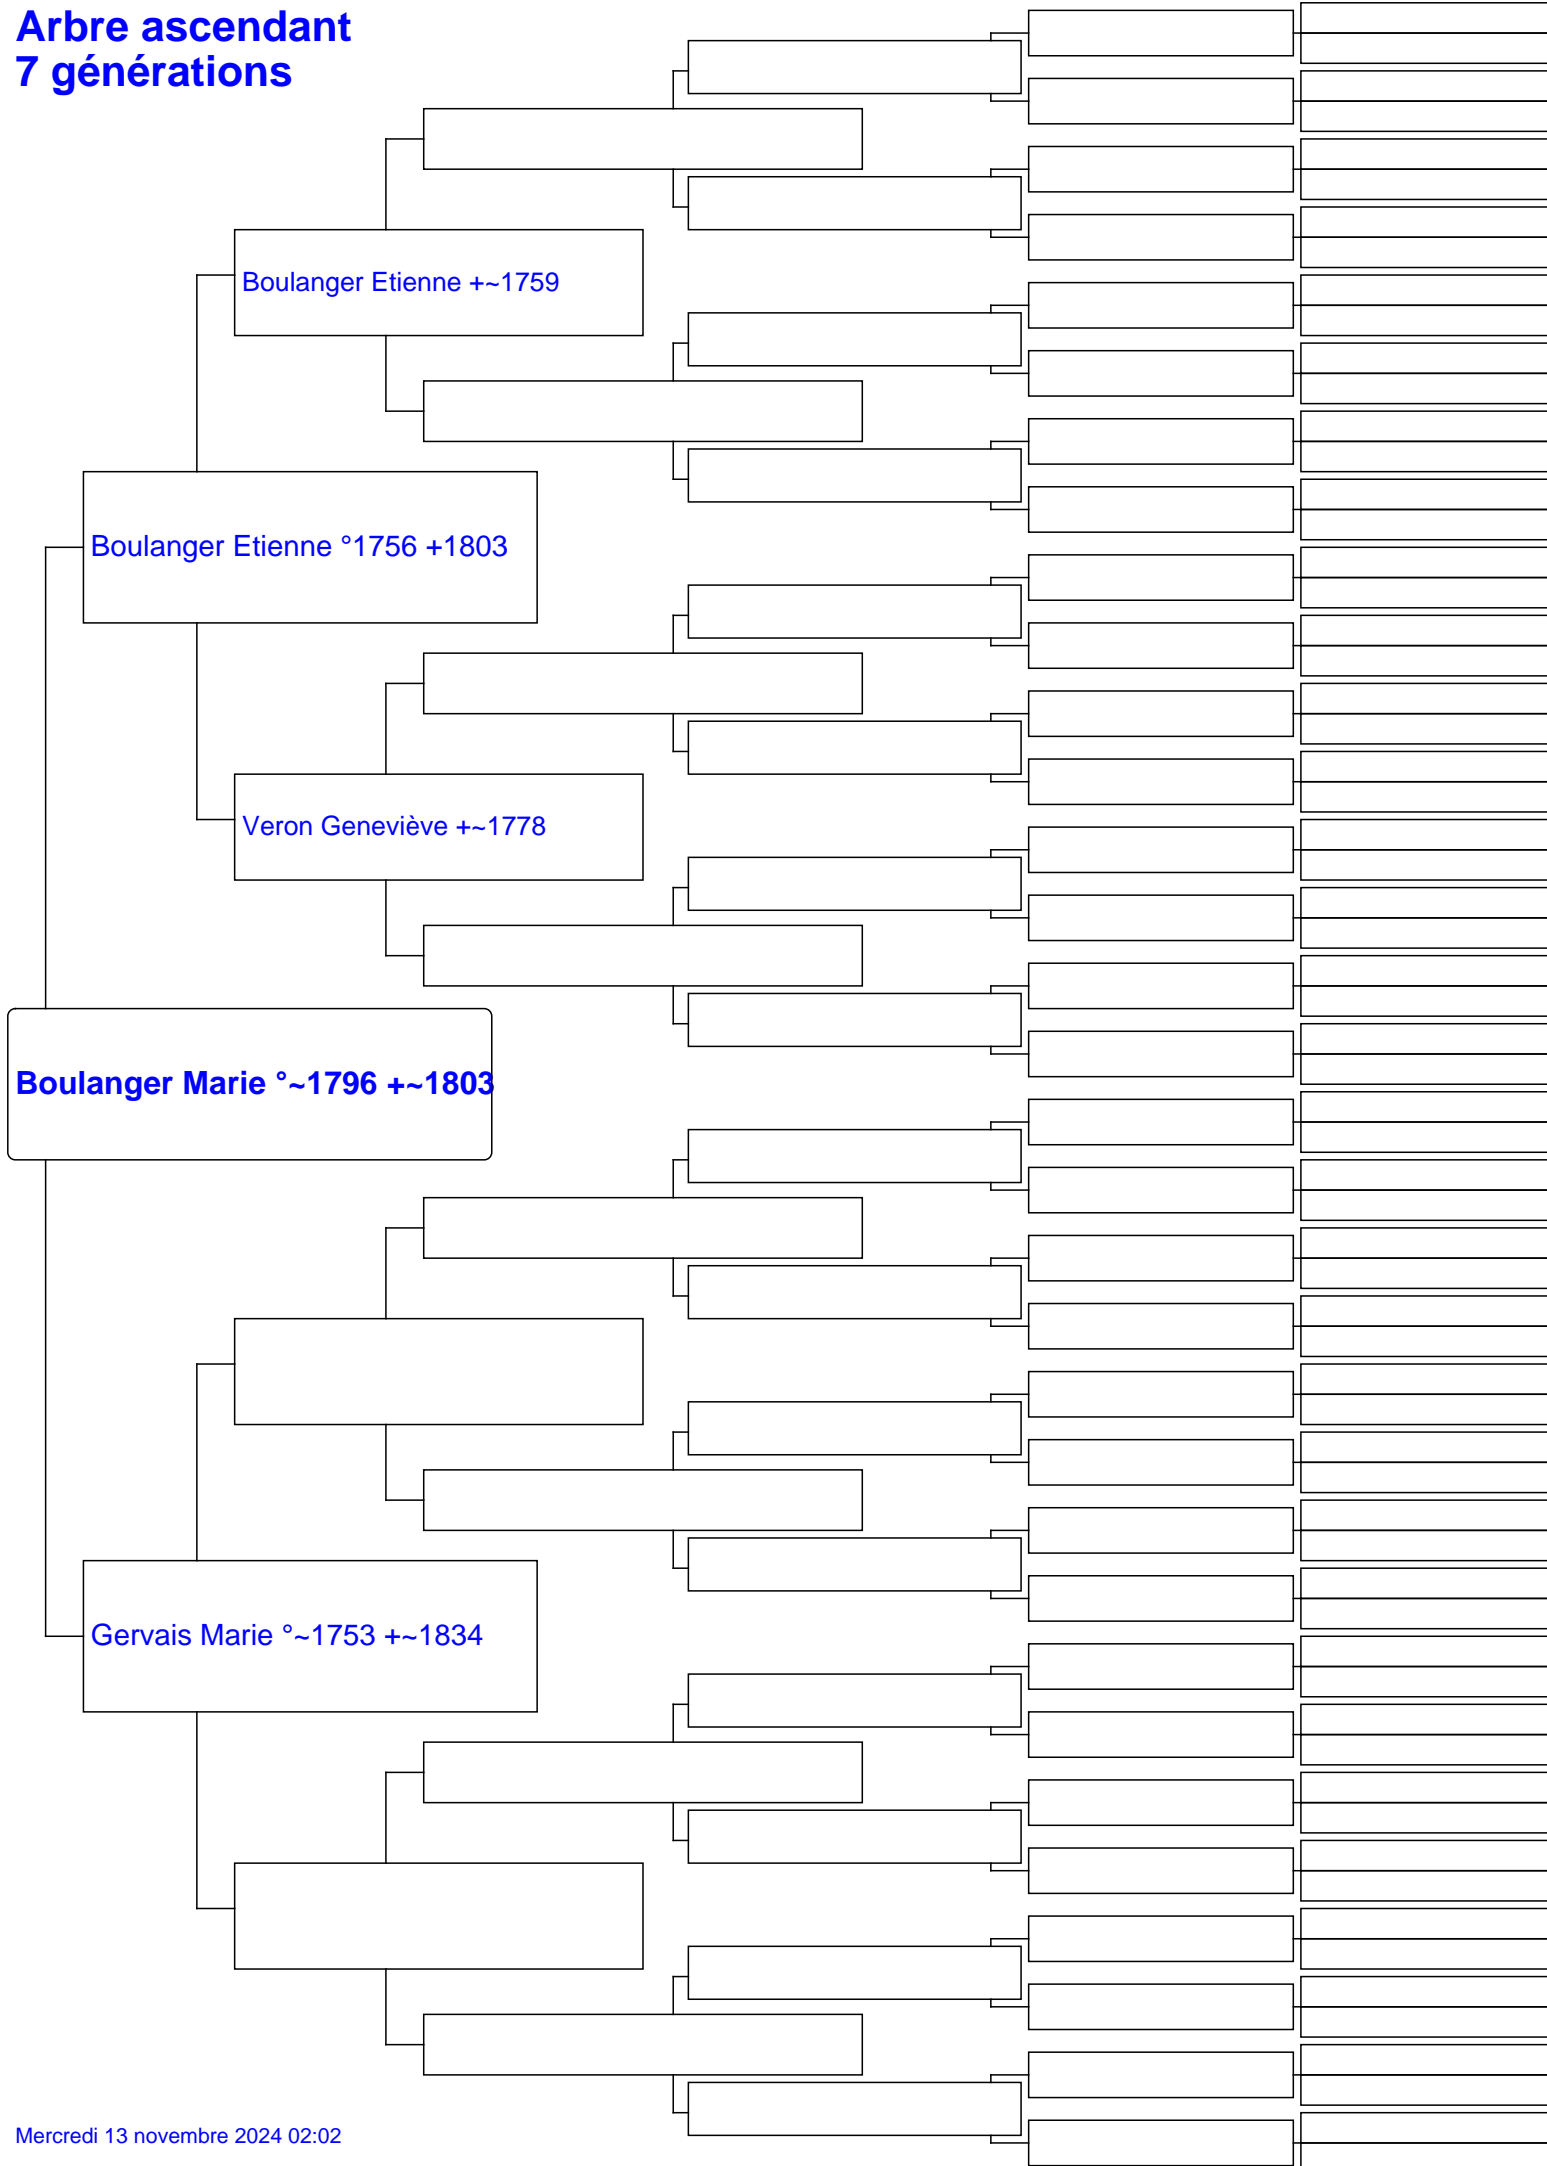 Arbre ascendant
7 générations
Boulanger Etienne +~1759
Boulanger Etienne °1756 +1803
Veron Geneviève +~1778
Boulanger Marie °~1796 +~1803
Gervais Marie °~1753 +~1834
Mercredi 13 novembre 2024 02:02